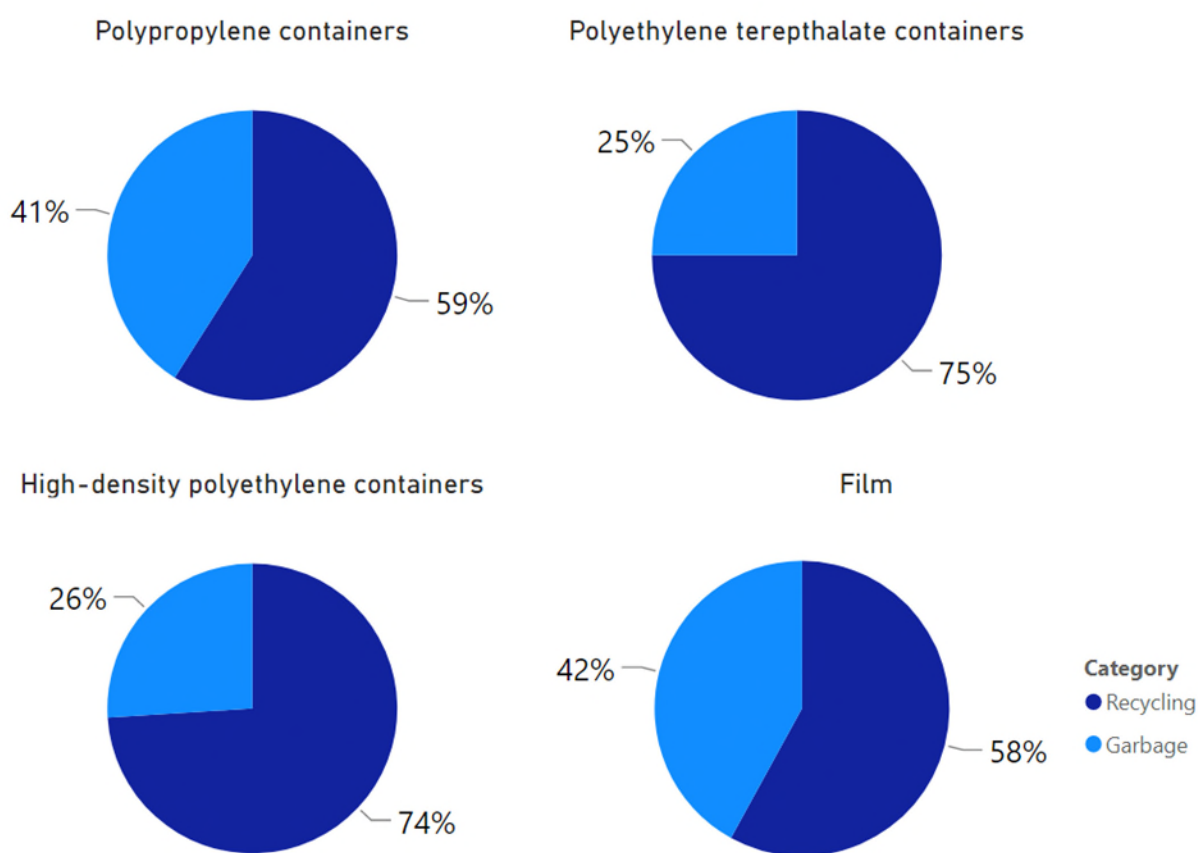 Polypropylene containers
Polyethylene terepthalate containers
41%
59%
25%
75%
High-density polyethylene containers
Film
26%
74%
42%
58%
Category
Recycling
Garbage